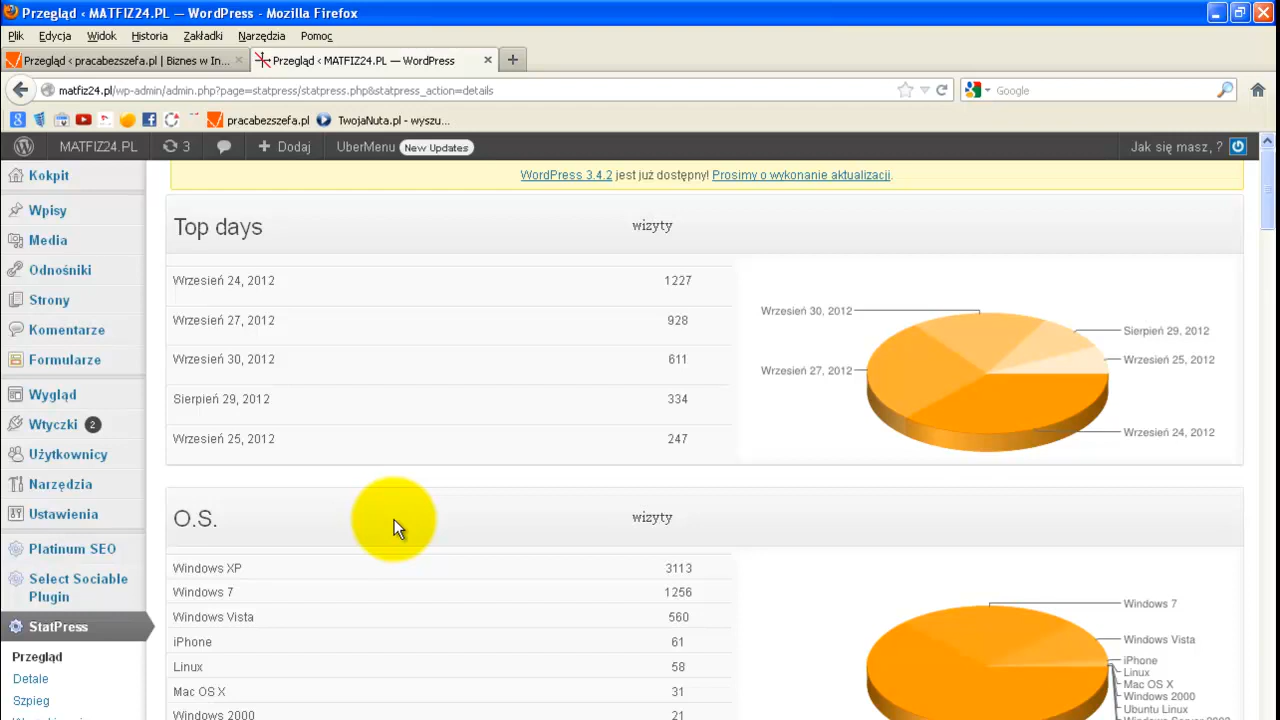 Przegląd ‹ MATFIZ24.PL — WordPress - Mozilla Firefox
Plik Edycja Widok Historia Zakładki Narzędzia Pomoc
Przegląd ‹ pracabezszefa.pl | Biznes w In...
Przegląd ‹ MATFIZ24.PL — WordPress
matfiz24.pl/wp-admin/admin.php?page=statpress/statpress.php&statpress_action=details
Google
pracabezszefa.pl
TwojaNuta.pl - wyszu...
MATFIZ24.PL
3
Dodaj
UberMenu New Updates
Jak się masz, ?
WordPress 3.4.2 jest już dostępny! Prosimy o wykonanie aktualizacji.
Kokpit
Wpisy
Media
Odnośniki
Strony
Komentarze
Formularze
Wygląd
Wtyczki 2
Użytkownicy
Narzędzia
Ustawienia
Platinum SEO
Select Sociable
Plugin
StatPress
Przegląd
Detale
Szpieg
Top days wizyty
Wrzesień 24, 2012 1227
Wrzesień 27, 2012 928
Wrzesień 30, 2012 611
Sierpień 29, 2012 334
Wrzesień 25, 2012 247
Wrzesień 30, 2012
Wrzesień 27, 2012
Sierpień 29, 2012
Wrzesień 25, 2012
Wrzesień 24, 2012
O.S. wizyty
Windows XP 3113
Windows 7 1256
Windows Vista 560
iPhone 61
Linux 58
Mac OS X 31
Windows 2000 21
Windows 7
Windows Vista
iPhone
Linux
Mac OS X
Windows 2000
Ubuntu Linux